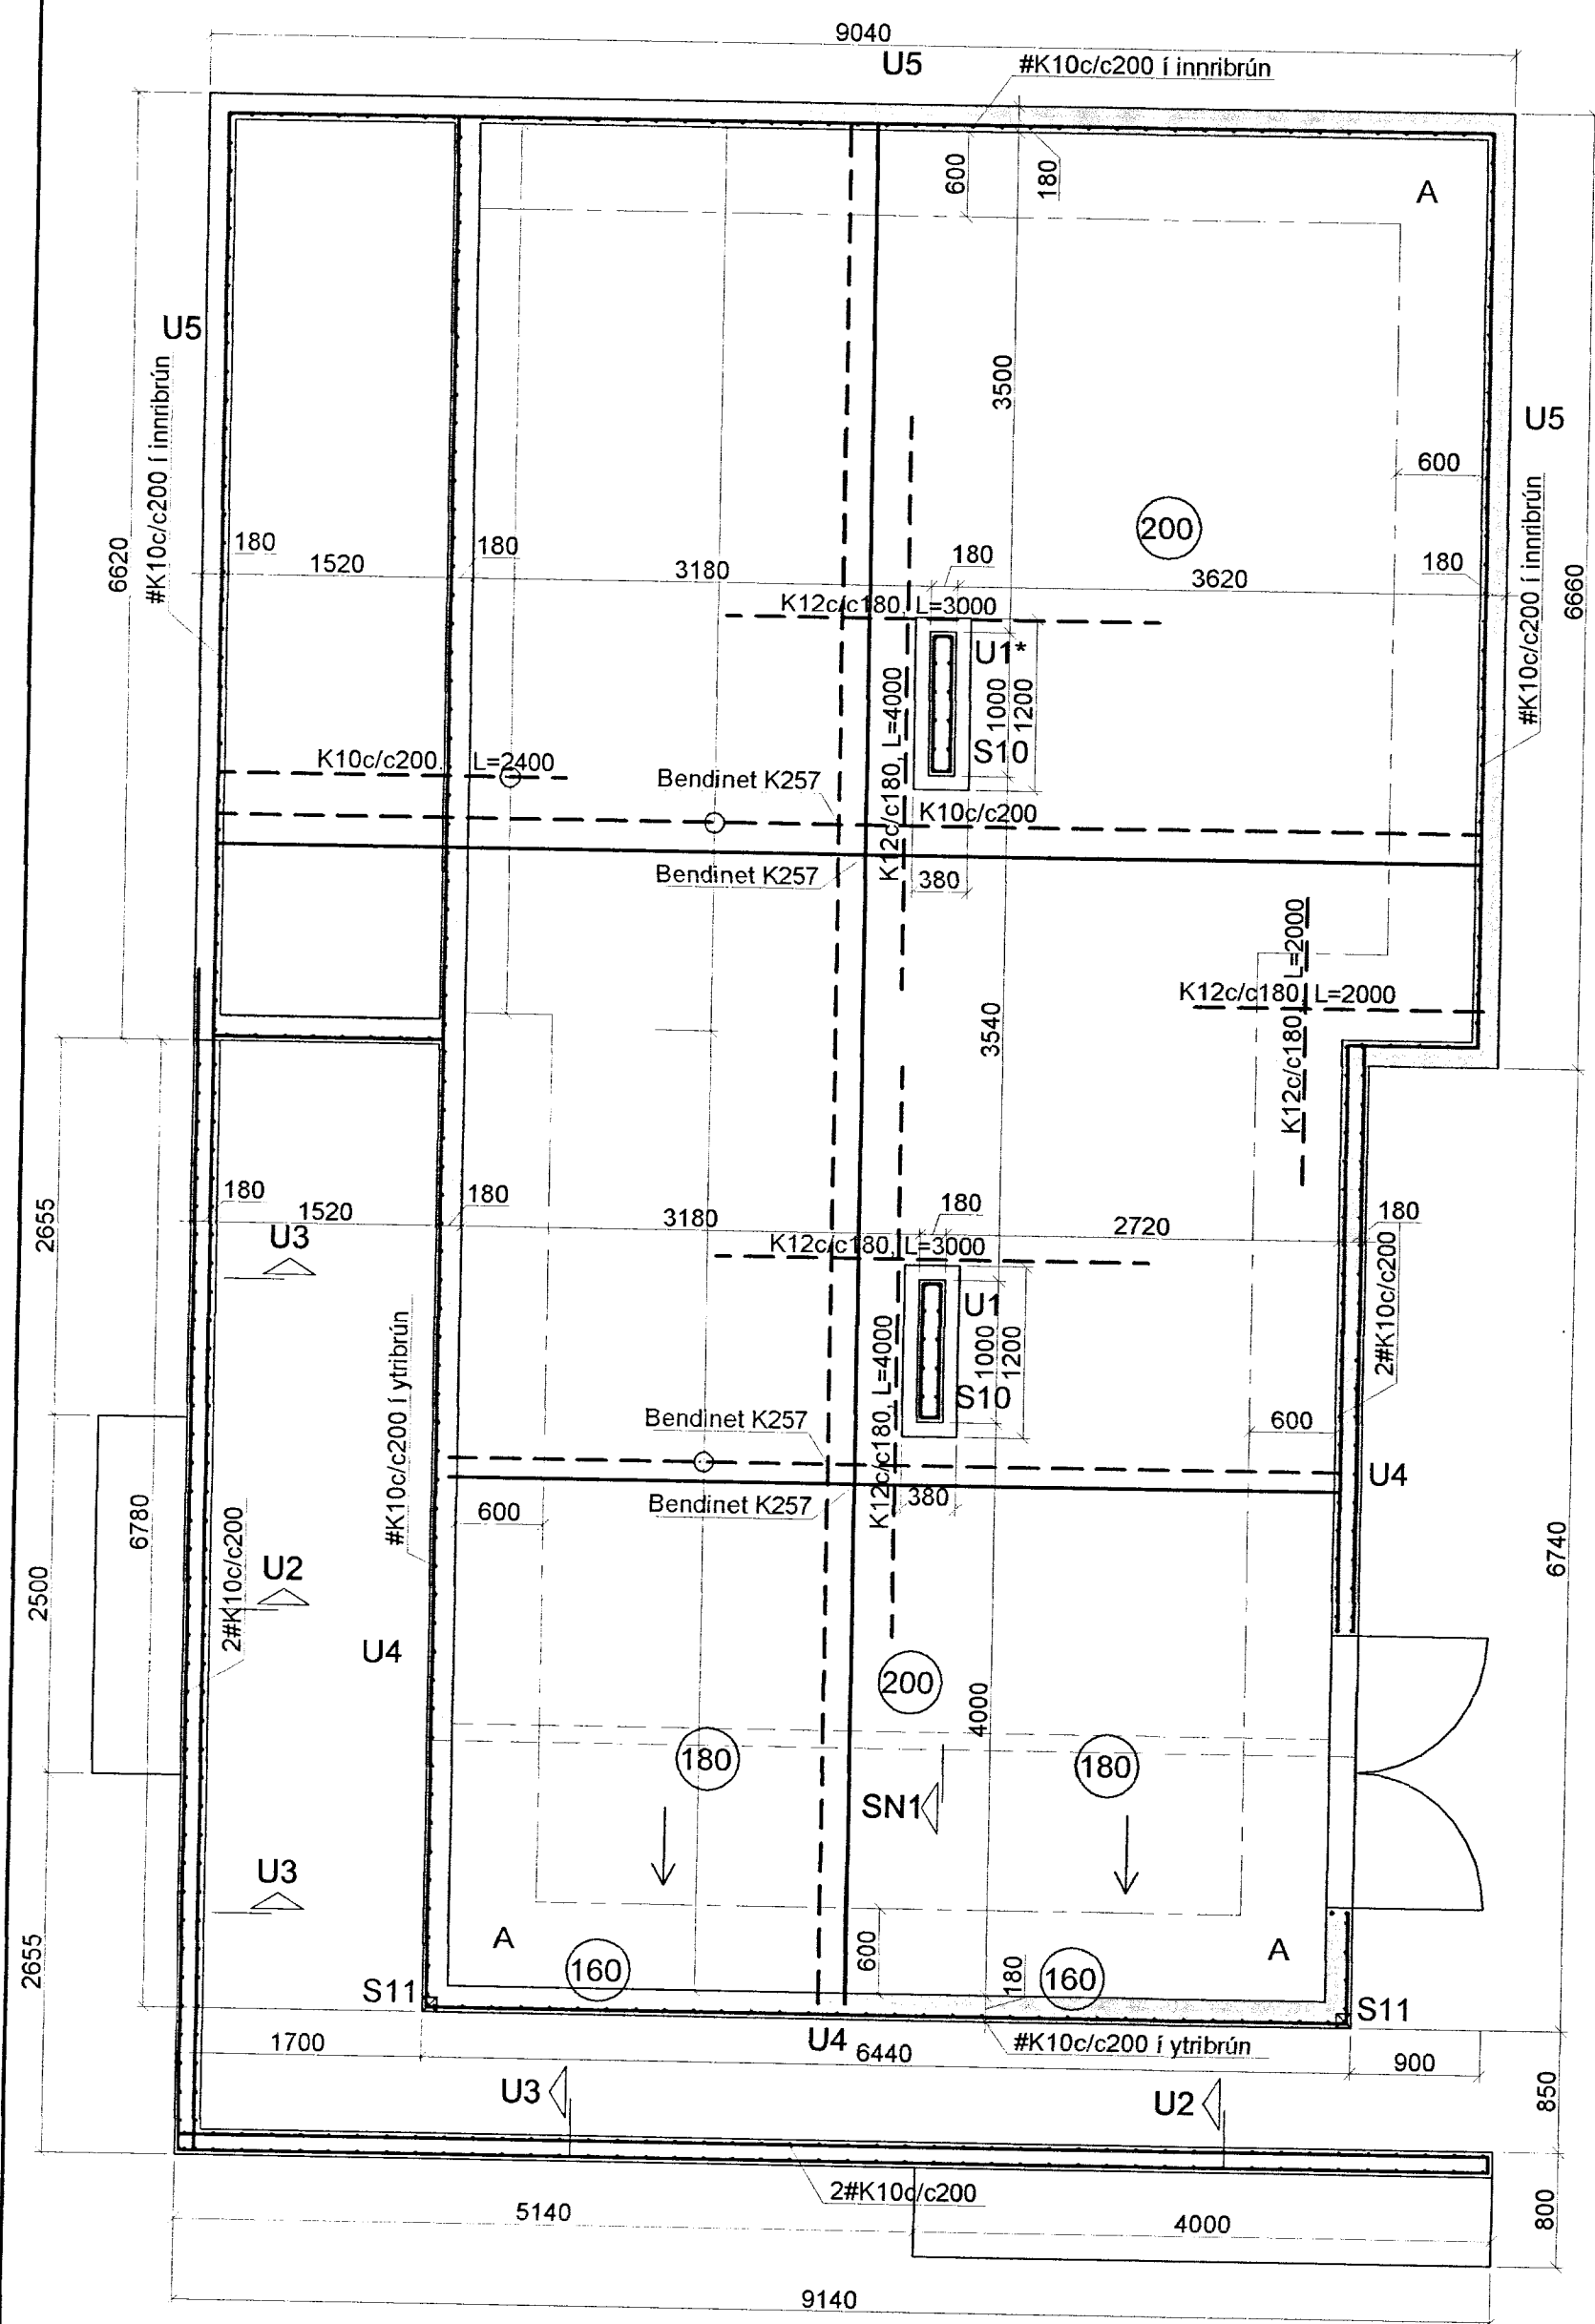 9040
U5
#K10c/c200 í innribrún
600
180
A
U5
#K10c/c200 í innribrún
3500
U5
600
#K10c/c200 í innribrún
200
6620
180
1520
180
3180
180
3620
180
6660
K12c/c180, L=3000
U1*
1000
1200
S10
K12c/c180, L=4000
K10c/c200, L=2400
Bendinet K257
K10c/c200
Bendinet K257
380
K12c/c180, L=2000
K12c/c180, L=2000
3540
2655
180
1520
180
3180
180
2720
180
U3
K12c/c180, L=3000
U1
1000
1200
S10
K12c/c180, L=4000
2#K10c/c200
#K10c/c200 í ytribrún
Bendinet K257
600
U4
Bendinet K257
380
600
6780
2500
U2
2#K10c/c200
U4
6740
200
4000
180
180
SN1
U3
2655
A
160
600
180
160
A
S11
S11
U4
1700
6440
#K10c/c200 í ytribrún
900
850
U3
U2
2#K10c/c200
5140
4000
800
9140